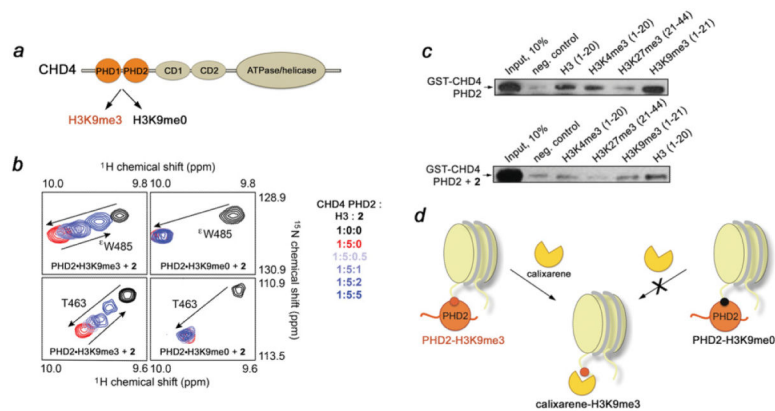 a
CHD4
PHD1
PHD2
CD1
CD2
ATPase/helicase
H3K9me3
H3K9me0
b
¹H chemical shift (ppm)
10.0
9.8
10.0
9.8
128.9
εW485
εW485
PHD2•H3K9me3 + 2
PHD2•H3K9me0 + 2
130.9
110.9
T463
T463
PHD2•H3K9me3 + 2
PHD2•H3K9me0 + 2
113.5
10.0
9.6
10.0
9.6
¹H chemical shift (ppm)
¹⁵N chemical shift (ppm)
CHD4 PHD2 :
H3 : 2
1:0:0
1:5:0
1:5:0.5
1:5:1
1:5:2
1:5:5
c
Input, 10%
neg. control
H3 (1-20)
H3K4me3 (1-20)
H3K27me3 (21-44)
H3K9me3 (1-21)
GST-CHD4
PHD2
Input, 10%
neg. control
H3K4me3 (1-20)
H3K27me3 (21-44)
H3K9me3 (1-21)
H3 (1-20)
GST-CHD4
PHD2 + 2
d
calixarene
PHD2
PHD2-H3K9me3
PHD2
PHD2-H3K9me0
calixarene-H3K9me3